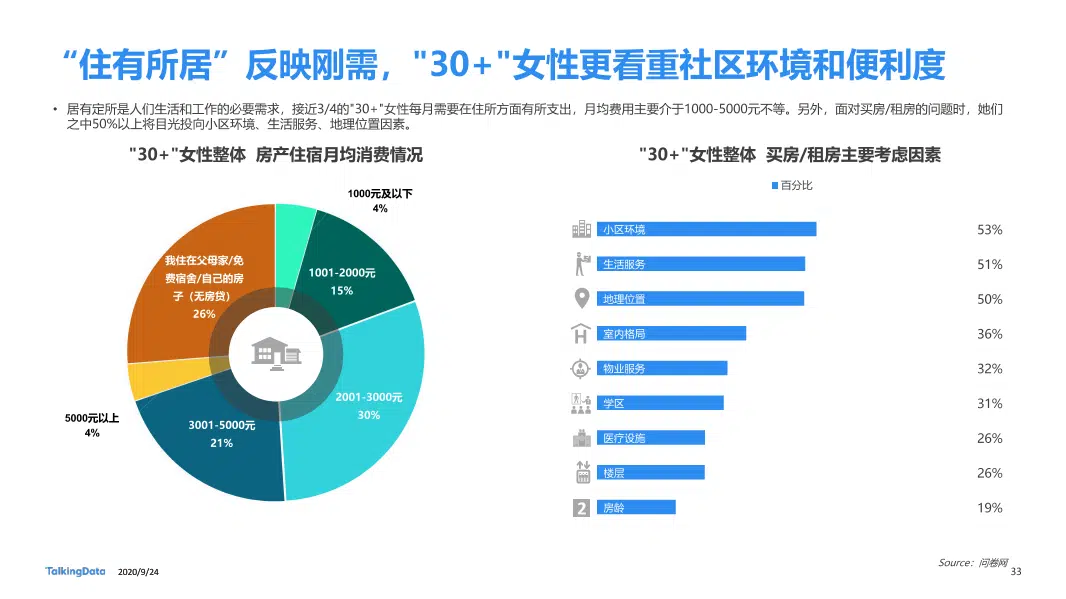 “住有所居”反映刚需，"30+"女性更看重社区环境和便利度
• 居有定所是人们生活和工作的必要需求，接近3/4的"30+"女性每月需要在住所方面有所支出，月均费用主要介于1000-5000元不等。另外，面对买房/租房的问题时，她们
之中50%以上将目光投向小区环境、生活服务、地理位置因素。
"30+"女性整体 房产住宿月均消费情况
1000元及以下
4%
1001-2000元
15%
2001-3000元
30%
3001-5000元
21%
5000元以上
4%
我住在父母家/免
费宿舍/自己的房
子（无房贷）
26%
"30+"女性整体 买房/租房主要考虑因素
百分比
小区环境 53%
生活服务 51%
地理位置 50%
室内格局 36%
物业服务 32%
学区 31%
医疗设施 26%
楼层 26%
2 房龄 19%
Source：问卷网
TalkingData 2020/9/24
33